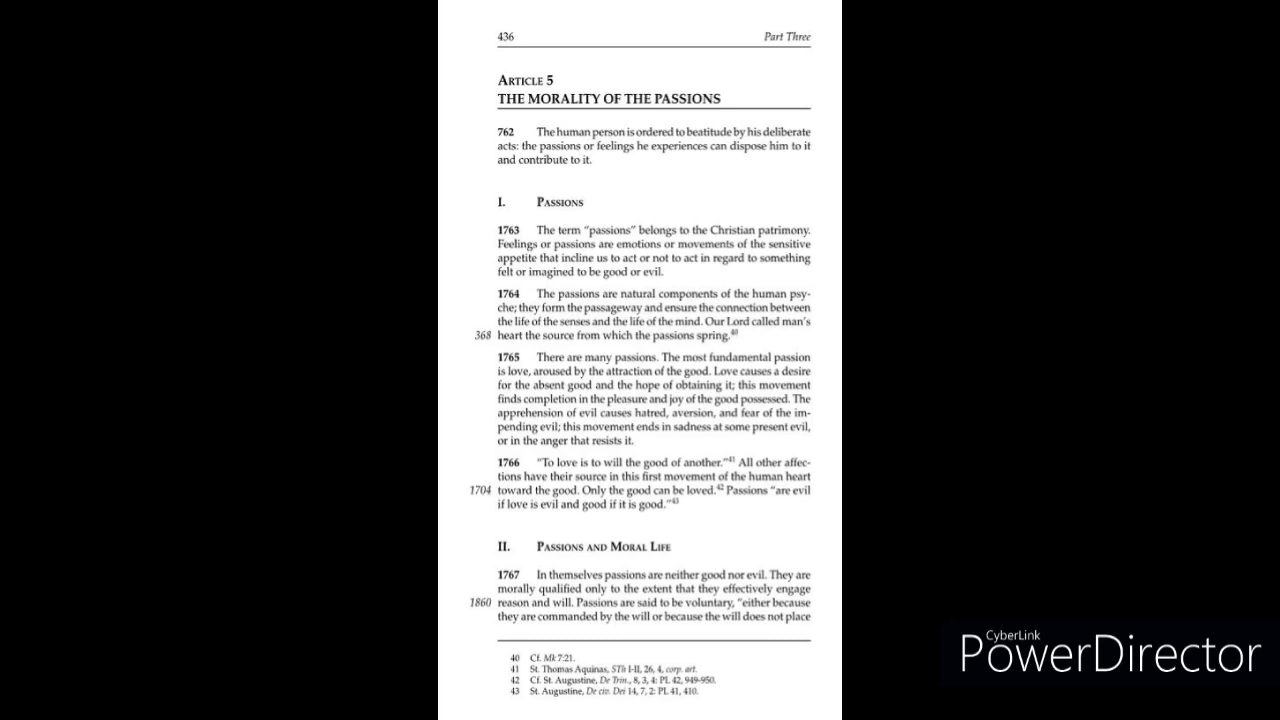 436 Part Three
ARTICLE 5
THE MORALITY OF THE PASSIONS
762 The human person is ordered to beatitude by his deliberate
acts: the passions or feelings he experiences can dispose him to it
and contribute to it.
I. PASSIONS
1763 The term “passions” belongs to the Christian patrimony.
Feelings or passions are emotions or movements of the sensitive
appetite that incline us to act or not to act in regard to something
felt or imagined to be good or evil.
1764 The passions are natural components of the human psy-
che; they form the passageway and ensure the connection between
the life of the senses and the life of the mind. Our Lord called man's
368 heart the source from which the passions spring.40
1765 There are many passions. The most fundamental passion
is love, aroused by the attraction of the good. Love causes a desire
for the absent good and the hope of obtaining it; this movement
finds completion in the pleasure and joy of the good possessed. The
apprehension of evil causes hatred, aversion, and fear of the im-
pending evil; this movement ends in sadness at some present evil,
or in the anger that resists it.
1766 “To love is to will the good of another.”41 All other affec-
tions have their source in this first movement of the human heart
1704 toward the good. Only the good can be loved.42 Passions “are evil
if love is evil and good if it is good.”43
II. PASSIONS AND MORAL LIFE
1767 In themselves passions are neither good nor evil. They are
morally qualified only to the extent that they effectively engage
1860 reason and will. Passions are said to be voluntary, “either because
they are commanded by the will or because the will does not place
40 Cf. Mk 7:21.
41 St. Thomas Aquinas, STh I-II, 26, 4, corp. art.
42 Cf. St. Augustine, De Trin., 8, 3, 4: PL 42, 949-950.
43 St. Augustine, De civ. Dei 14, 7, 2: PL 41, 410.
CyberLink
PowerDirector